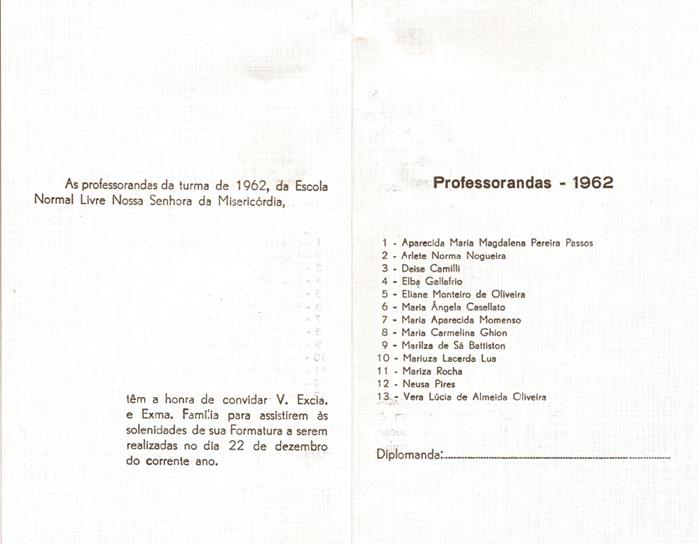 As professorandas da turma de 1962, da Escola
Normal Livre Nossa Senhora da Misericórdia,
têm a honra de convidar V. Excia.
e Exma. Família para assistirem às
solenidades de sua Formatura a serem
realizadas no dia 22 de dezembro
do corrente ano.
Professorandas - 1962
1 - Aparecida Maria Magdalena Pereira Passos
2 - Arlete Norma Nogueira
3 - Deise Camilli
4 - Elba Gallafrio
5 - Eliane Monteiro de Oliveira
6 - Maria Ângela Casellato
7 - Maria Aparecida Momenso
8 - Maria Carmelina Ghion
9 - Marilza de Sá Battiston
10 - Mariuza Lacerda Lua
11 - Mariza Rocha
12 - Neusa Pires
13 - Vera Lúcia de Almeida Oliveira
Diplomanda: